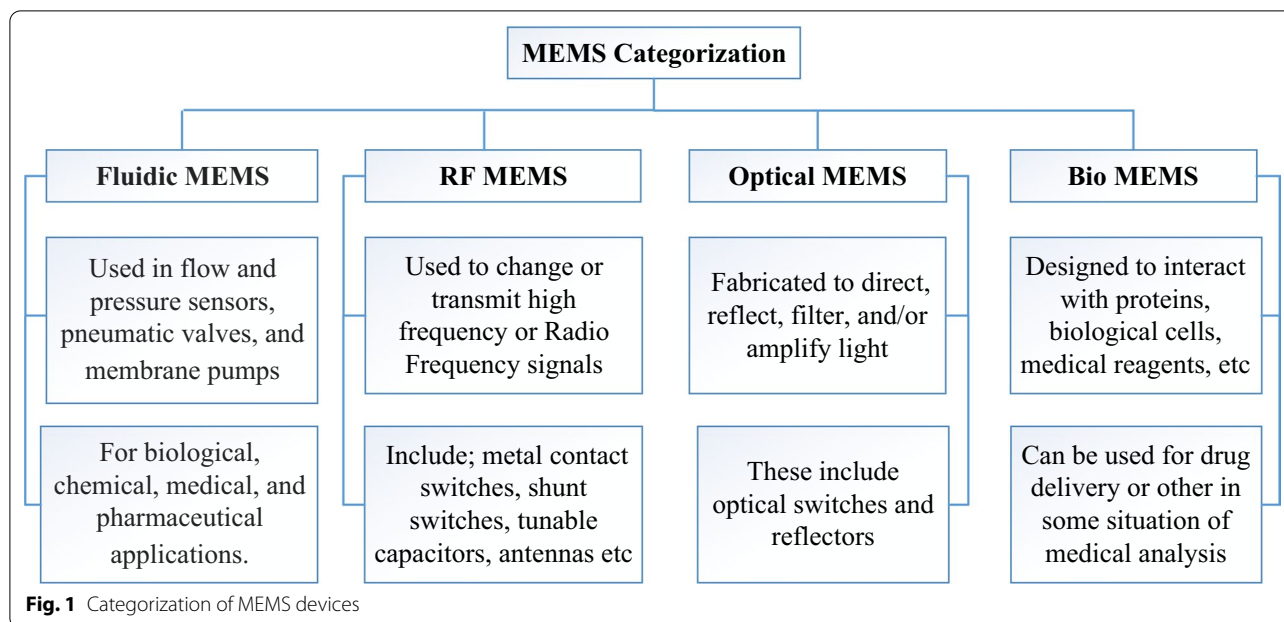 MEMS Categorization
Fluidic MEMS
Used in flow and
pressure sensors,
pneumatic valves, and
membrane pumps
For biological,
chemical, medical, and
pharmaceutical
applications.
RF MEMS
Used to change or
transmit high
frequency or Radio
Frequency signals
Include; metal contact
switches, shunt
switches, tunable
capacitors, antennas etc
Optical MEMS
Fabricated to direct,
reflect, filter, and/or
amplify light
These include
optical switches and
reflectors
Bio MEMS
Designed to interact
with proteins,
biological cells,
medical reagents, etc
Can be used for drug
delivery or other in
some situation of
medical analysis
Fig. 1 Categorization of MEMS devices